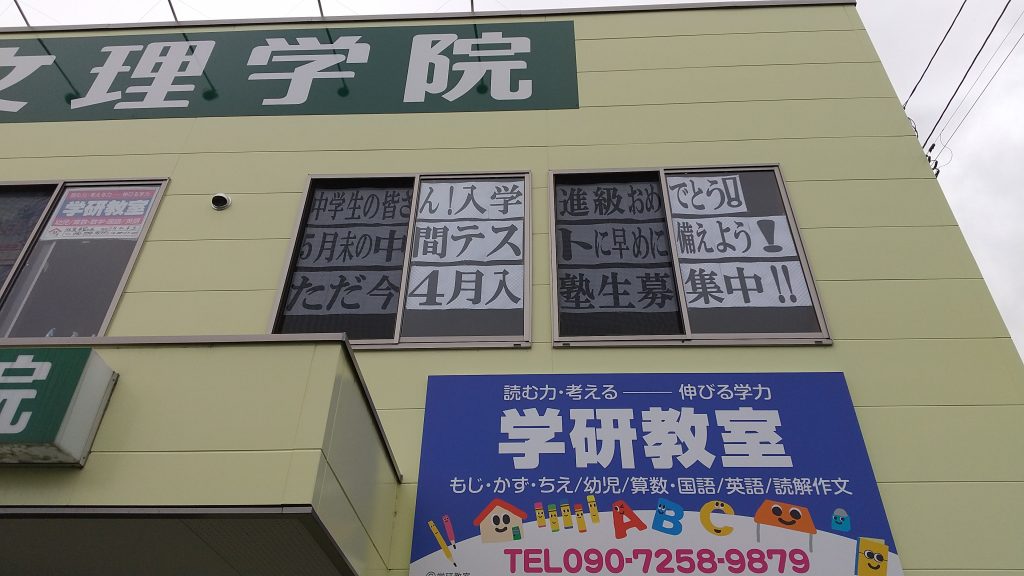 文理学院
学研教室
中学生の皆さん!入学進級おめでとう!!
5月末の中間テストに早めに備えよう!
ただ今4月入塾生募集中!!
院
読む力・考える 伸びる学力
学研教室
もじ・かず・ちえ/幼児/算数・国語/英語/読解作文
ABC
TEL090-7258-9879
©学研教室